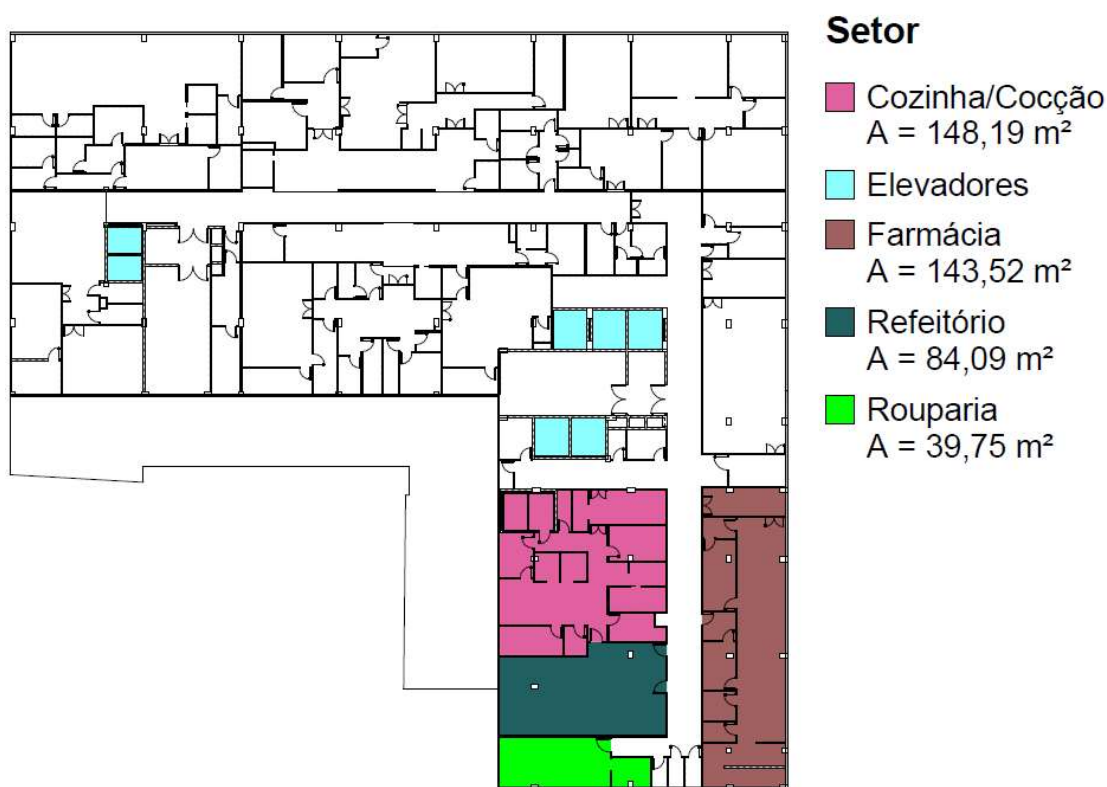 Setor
Cozinha/Cocção
A = 148,19 m²
Elevadores
Farmácia
A = 143,52 m²
Refeitório
A = 84,09 m²
Rouparia
A = 39,75 m²